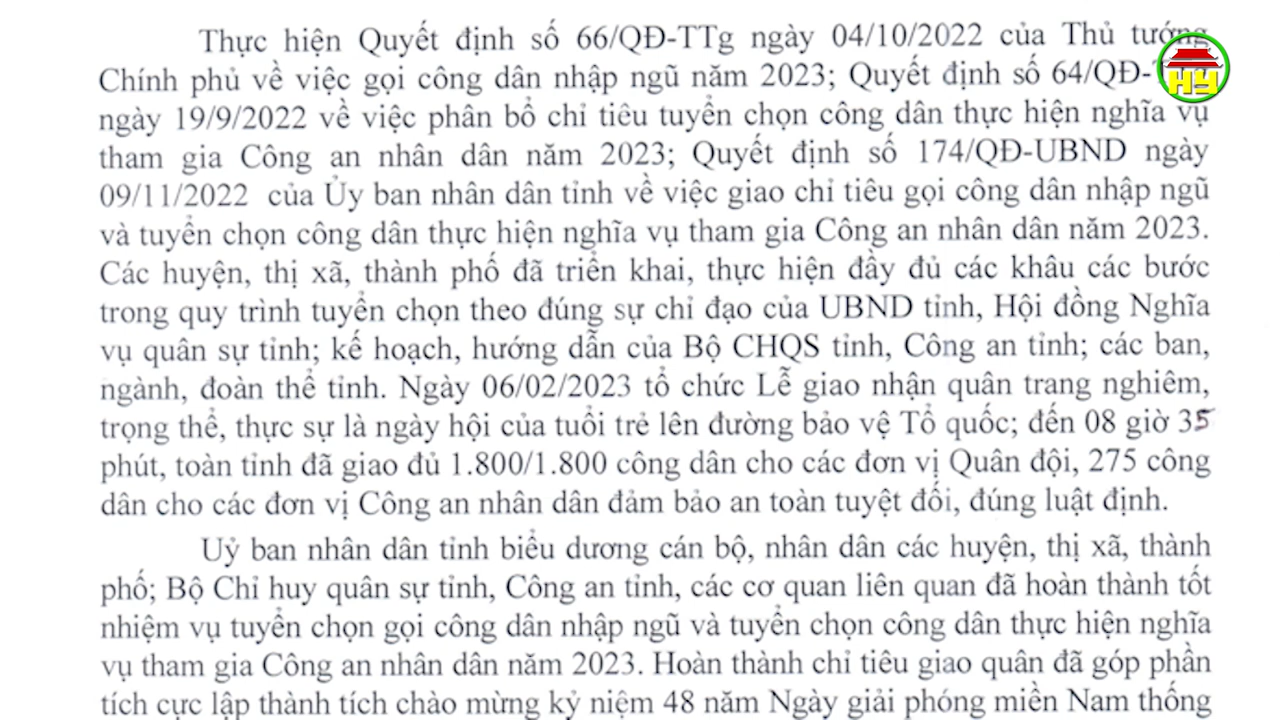 Thực hiện Quyết định số 66/QĐ-TTg ngày 04/10/2022 của Thủ tướng
Chính phủ về việc gọi công dân nhập ngũ năm 2023; Quyết định số 64/QĐ-
ngày 19/9/2022 về việc phân bổ chỉ tiêu tuyển chọn công dân thực hiện nghĩa vụ
tham gia Công an nhân dân năm 2023; Quyết định số 174/QĐ-UBND ngày
09/11/2022 của Ủy ban nhân dân tỉnh về việc giao chỉ tiêu gọi công dân nhập ngũ
và tuyển chọn công dân thực hiện nghĩa vụ tham gia Công an nhân dân năm 2023.
Các huyện, thị xã, thành phố đã triển khai, thực hiện đầy đủ các khâu các bước
trong quy trình tuyển chọn theo đúng sự chỉ đạo của UBND tỉnh, Hội đồng Nghĩa
vụ quân sự tỉnh; kế hoạch, hướng dẫn của Bộ CHQS tỉnh, Công an tỉnh; các ban,
ngành, đoàn thể tỉnh. Ngày 06/02/2023 tổ chức Lễ giao nhận quân trang nghiêm,
trọng thể, thực sự là ngày hội của tuổi trẻ lên đường bảo vệ Tổ quốc; đến 08 giờ 35
phút, toàn tỉnh đã giao đủ 1.800/1.800 công dân cho các đơn vị Quân đội, 275 công
dân cho các đơn vị Công an nhân dân đảm bảo an toàn tuyệt đối, đúng luật định.
Uỷ ban nhân dân tỉnh biểu dương cán bộ, nhân dân các huyện, thị xã, thành
phố; Bộ Chỉ huy quân sự tỉnh, Công an tỉnh, các cơ quan liên quan đã hoàn thành tốt
nhiệm vụ tuyển chọn gọi công dân nhập ngũ và tuyển chọn công dân thực hiện nghĩa
vụ tham gia Công an nhân dân năm 2023. Hoàn thành chỉ tiêu giao quân đã góp phần
tích cực lập thành tích chào mừng kỷ niệm 48 năm Ngày giải phóng miền Nam thống
HY